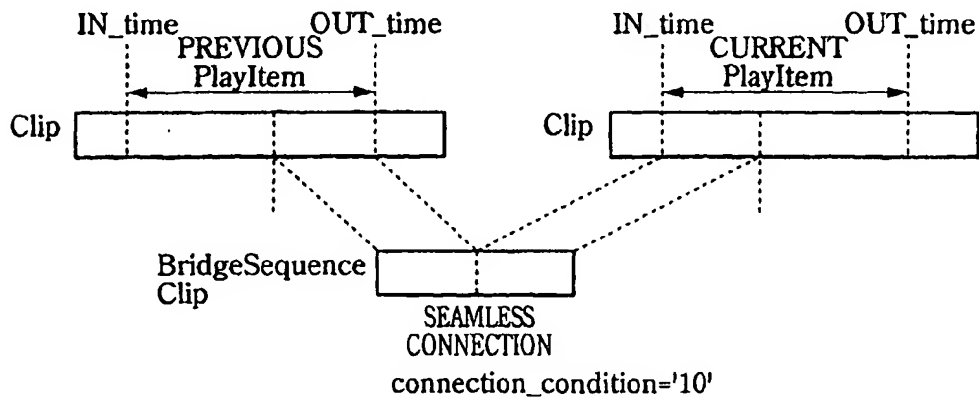 IN_time
OUT_time
PREVIOUS
PlayItem
Clip
IN_time
OUT_time
CURRENT
PlayItem
Clip
BridgeSequence
Clip
SEAMLESS
CONNECTION
connection_condition='10'